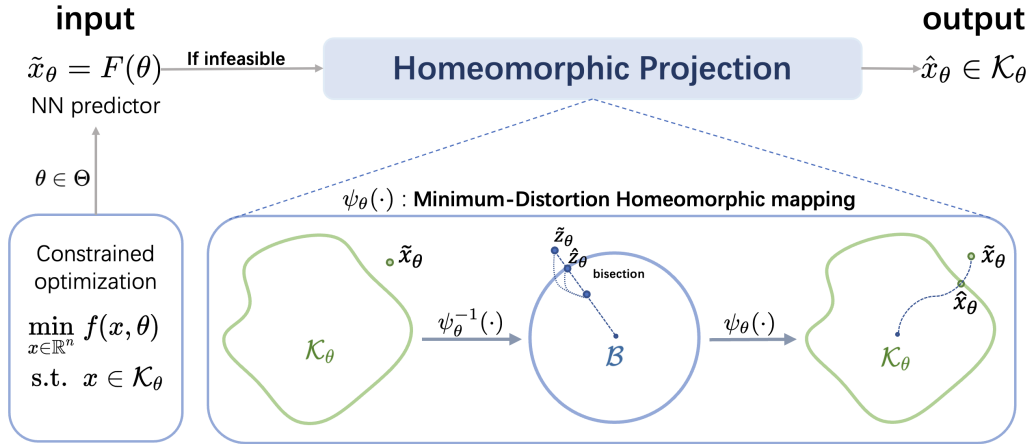 input
x̃_θ = F(θ)
NN predictor
If infeasible
Homeomorphic Projection
output
x̂_θ ∈ 𝒦_θ
θ ∈ Θ
Constrained
optimization
min f(x, θ)
x∈ℝⁿ
s.t. x ∈ 𝒦_θ
ψ_θ(·) : Minimum-Distortion Homeomorphic mapping
x̃_θ
𝒦_θ
ψ_θ⁻¹(·)
z̃_θ
ẑ_θ
bisection
ℬ
ψ_θ(·)
x̃_θ
x̂_θ
𝒦_θ